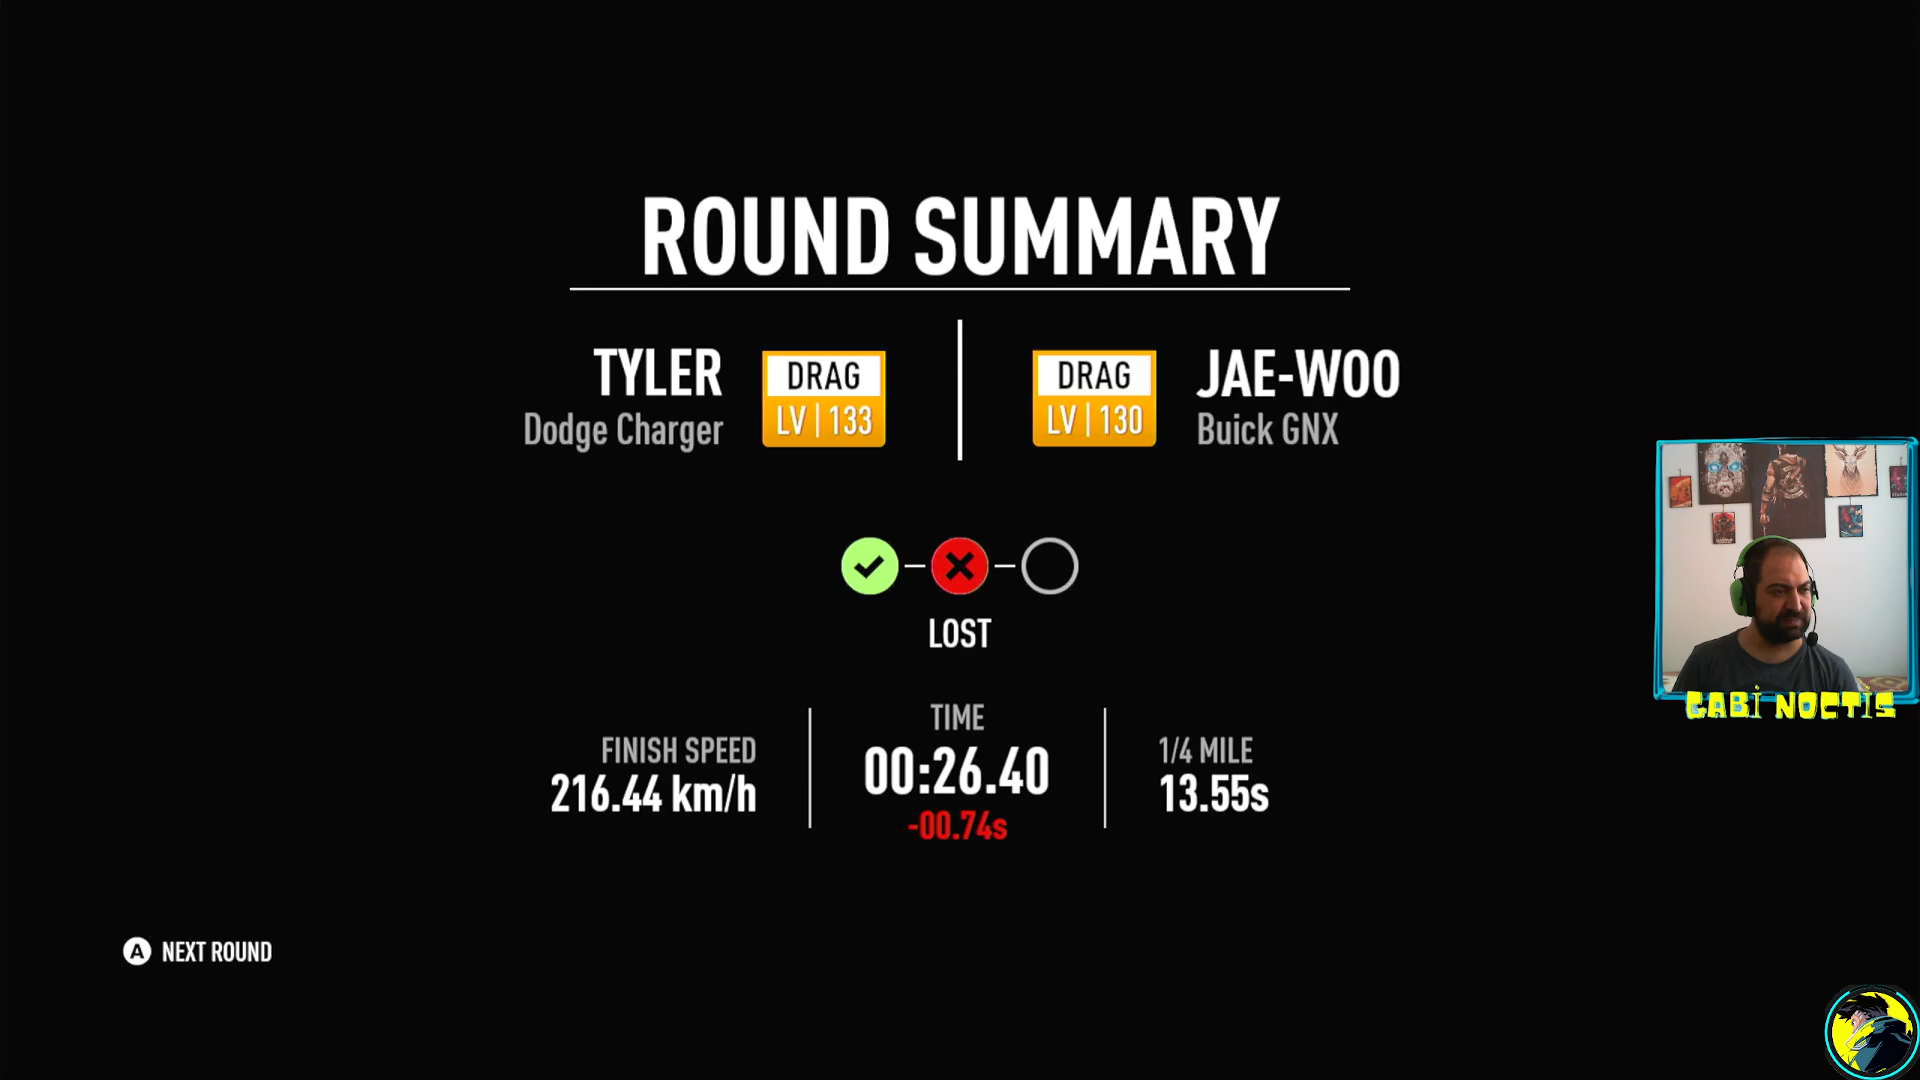 ROUND SUMMARY
TYLER
Dodge Charger
DRAG
LV | 133
DRAG
LV | 130
JAE-WOO
Buick GNX
LOST
FINISH SPEED
216.44 km/h
TIME
00:26.40
-00.74s
1/4 MILE
13.55s
GABİ NOCTİS
A NEXT ROUND